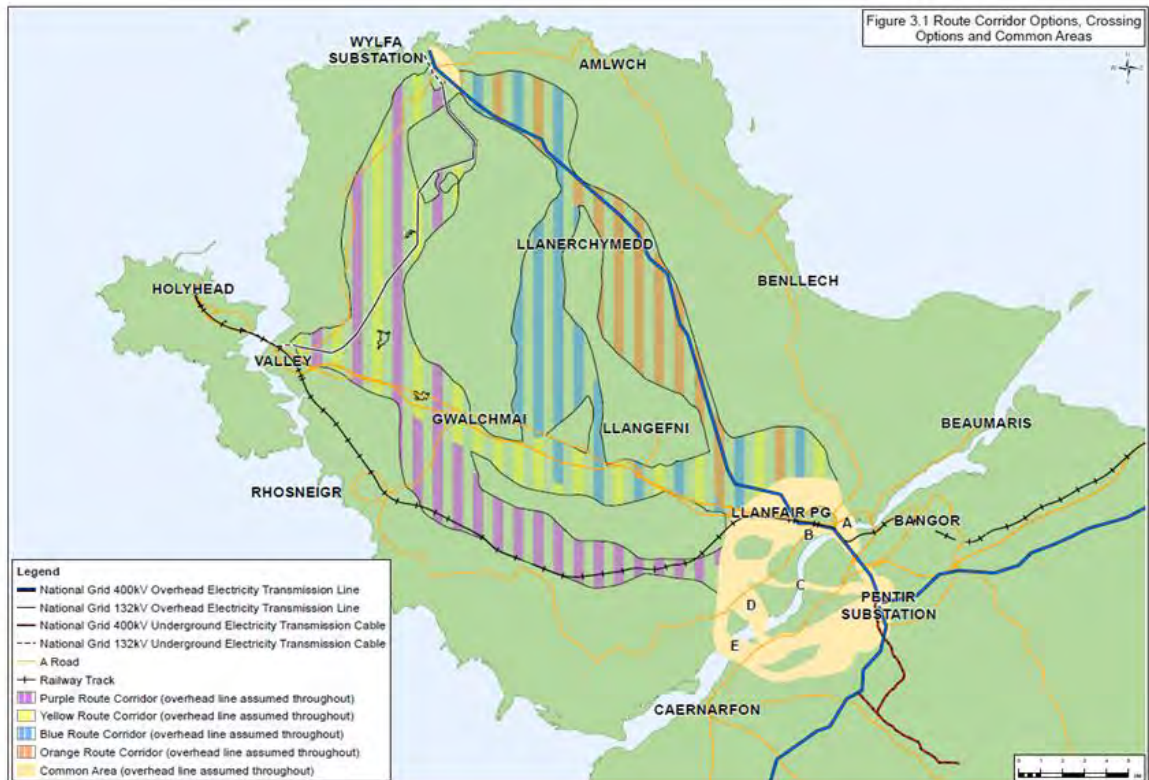 Figure 3.1 Route Corridor Options, Crossing
Options and Common Areas
WYLFA
SUBSTATION
AMLWCH
LLANERCHYMEDD
BENLLECH
HOLYHEAD
VALLEY
GWALCHMAI
LLANGEFNI
BEAUMARIS
RHOSNEIGR
LLANFAIR PG
A
BANGOR
B
C
PENTIR
SUBSTATION
D
E
CAERNARFON
Legend
National Grid 400kV Overhead Electricity Transmission Line
National Grid 132kV Overhead Electricity Transmission Line
National Grid 400kV Underground Electricity Transmission Cable
National Grid 132kV Underground Electricity Transmission Cable
A Road
Railway Track
Purple Route Corridor (overhead line assumed throughout)
Yellow Route Corridor (overhead line assumed throughout)
Blue Route Corridor (overhead line assumed throughout)
Orange Route Corridor (overhead line assumed throughout)
Common Area (overhead line assumed throughout)